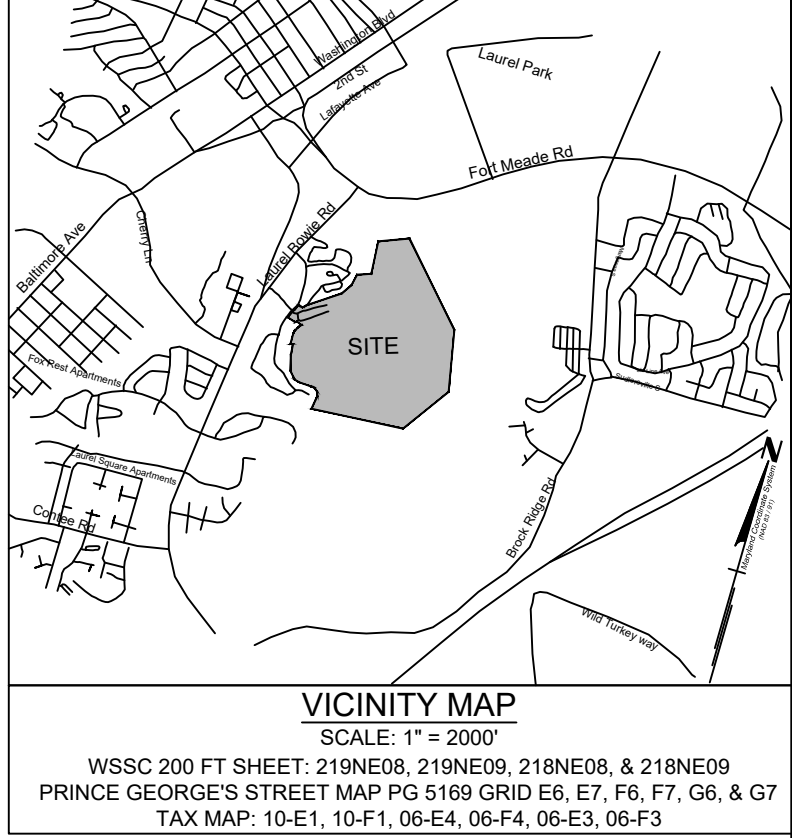 Washington Blvd
2nd St
Lafayette Ave
Laurel Park
Fort Meade Rd
Laurel Bowie Rd
Cherry Ln
Baltimore Ave
SITE
Fox Rest Apartments
Laurel Square Apartments
Contee Rd
Brock Ridge Rd
Wild Turkey way
N
Maryland Coordinate System
(NAD 83 / 91)
VICINITY MAP
SCALE: 1" = 2000'
WSSC 200 FT SHEET: 219NE08, 219NE09, 218NE08, & 218NE09
PRINCE GEORGE'S STREET MAP PG 5169 GRID E6, E7, F6, F7, G6, & G7
TAX MAP: 10-E1, 10-F1, 06-E4, 06-F4, 06-E3, 06-F3